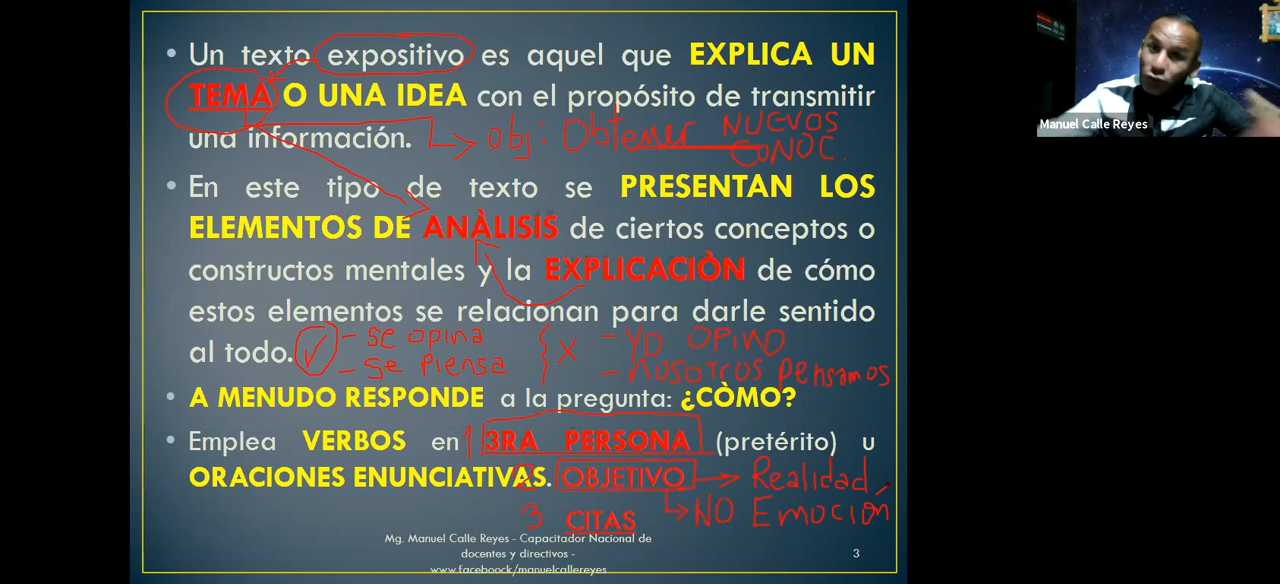 • Un texto expositivo es aquel que EXPLICA UN
TEMA O UNA IDEA con el propósito de transmitir
una información.
obj: Obtener NUEVOS
CONOC.
• En este tipo de texto se PRESENTAN LOS
ELEMENTOS DE ANÀLISIS de ciertos conceptos o
constructos mentales y la EXPLICACIÒN de cómo
estos elementos se relacionan para darle sentido
al todo.
- se opina
- se piensa
X
- YO OPINO
- nosotros pensamos
• A MENUDO RESPONDE a la pregunta: ¿CÒMO?
• Emplea VERBOS en 1 3RA PERSONA (pretérito) u
ORACIONES ENUNCIATIVAS. 2 OBJETIVO → Realidad
NO Emoción
3 CITAS
Mg. Manuel Calle Reyes - Capacitador Nacional de
docentes y directivos -
www.faceboock/manuelcallereyes
3
Manuel Calle Reyes